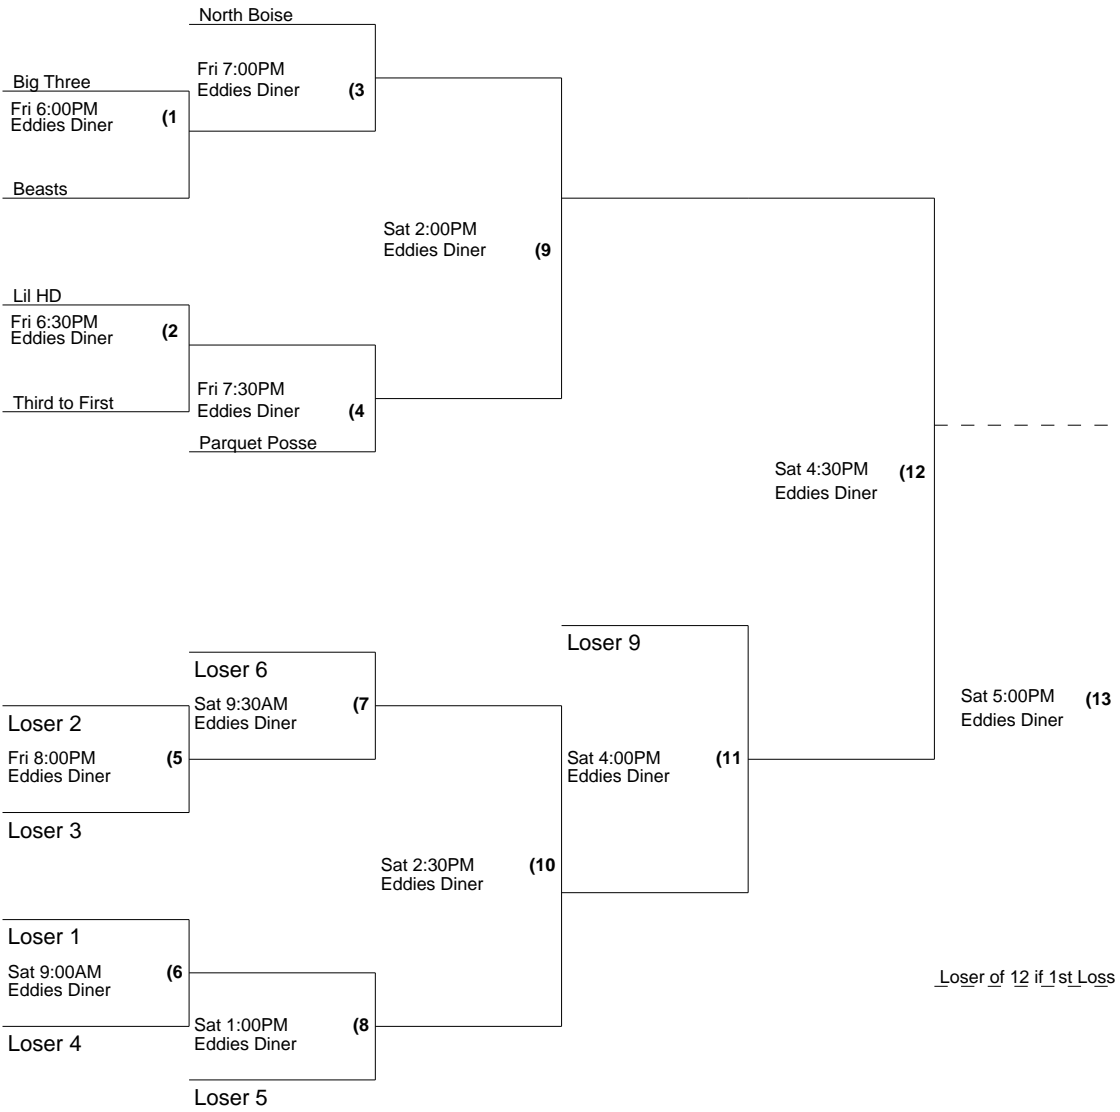 North Boise
Fri 7:00PM
Eddies Diner (3
Big Three
Fri 6:00PM
Eddies Diner (1
Beasts
Sat 2:00PM
Eddies Diner (9
Lil HD
Fri 6:30PM
Eddies Diner (2
Third to First
Fri 7:30PM
Eddies Diner (4
Parquet Posse
Sat 4:30PM (12
Eddies Diner
Loser 9
Loser 6
Sat 9:30AM (7
Eddies Diner
Loser 2
Fri 8:00PM (5
Eddies Diner
Loser 3
Sat 4:00PM (11
Eddies Diner
Sat 5:00PM (13
Eddies Diner
Sat 2:30PM (10
Eddies Diner
Loser 1
Sat 9:00AM (6
Eddies Diner
Loser 4
Sat 1:00PM (8
Eddies Diner
Loser 5
Loser of 12 if 1st Loss